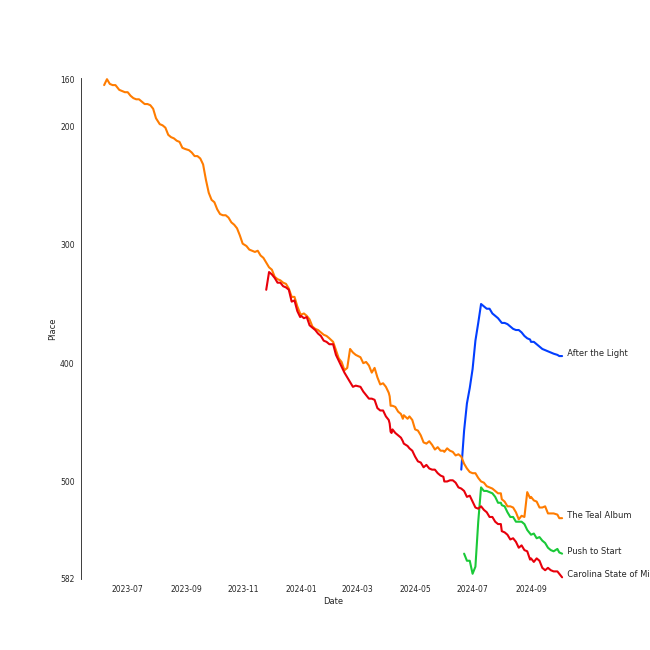 160
200
300
400
500
582
Place
2023-07
2023-09
2023-11
2024-01
2024-03
2024-05
2024-07
2024-09
Date
After the Light
The Teal Album
Push to Start
Carolina State of Mi